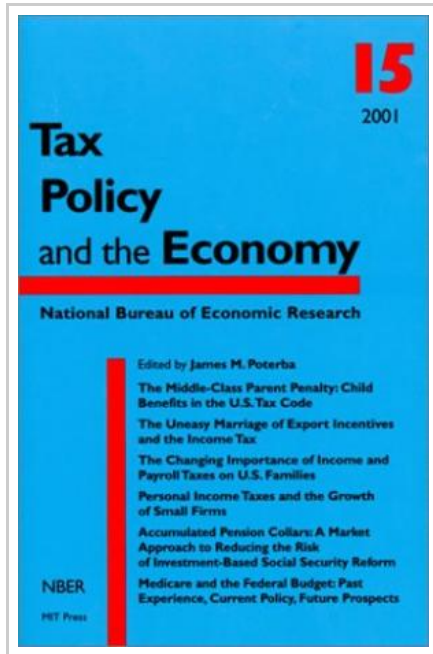 15
2001
Tax
Policy
and the Economy
National Bureau of Economic Research
Edited by James M. Poterba
The Middle-Class Parent Penalty: Child
Benefits in the U.S. Tax Code
The Uneasy Marriage of Export Incentives
and the Income Tax
The Changing Importance of Income and
Payroll Taxes on U.S. Families
Personal Income Taxes and the Growth
of Small Firms
Accumulated Pension Collars: A Market
Approach to Reducing the Risk
of Investment-Based Social Security Reform
Medicare and the Federal Budget: Past
Experience, Current Policy, Future Prospects
NBER
MIT Press